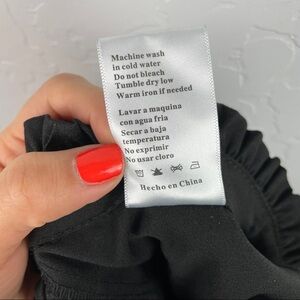 Machine wash
in cold water
Do not bleach
Tumble dry low
Warm iron if needed
Lavar a maquina
con agua fria
Secar a baja
temperatura
No exprimir
No usar cloro
Hecho en China